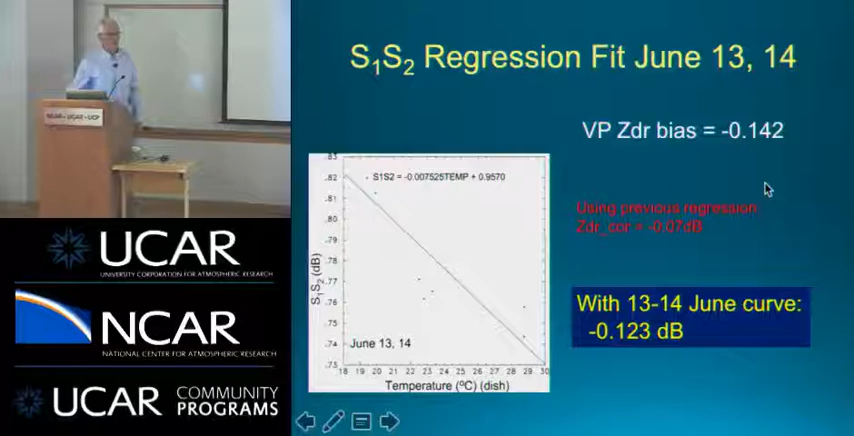 S1S2 Regression Fit June 13, 14
VP Zdr bias = -0.142
Using previous regression
Zdr_cor = -0.07dB
With 13-14 June curve:
-0.123 dB
S1S2 = -0.007525TEMP + 0.9570
.83
.82
.81
.80
.79
.78
.77
.76
.75
.74
.73
S1S2 (dB)
June 13, 14
18 19 20 21 22 23 24 25 26 27 28 29 30
Temperature (ºC) (dish)
NCAR • UCAR • UCP
UCAR
UNIVERSITY CORPORATION FOR ATMOSPHERIC RESEARCH
NCAR
NATIONAL CENTER FOR ATMOSPHERIC RESEARCH
UCAR COMMUNITY
PROGRAMS